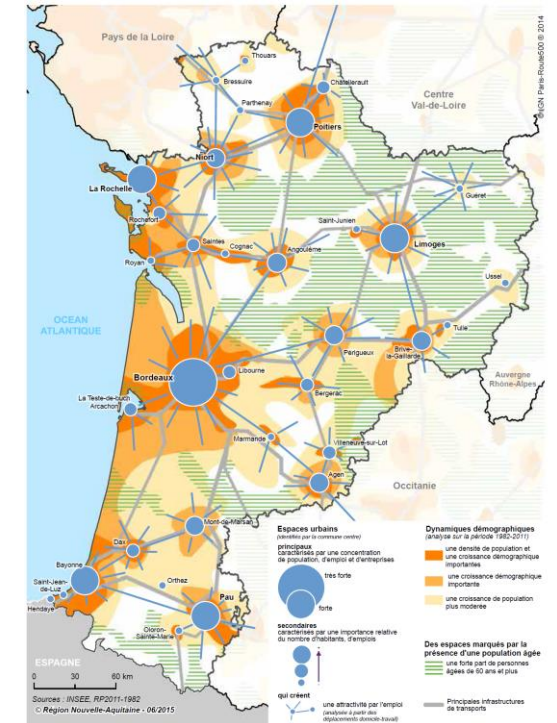 Pays de la Loire
Thouars
Bressuire
Châtellerault
Parthenay
Centre
Val-de-Loire
Poitiers
Niort
La Rochelle
Guéret
Rochefort
Saint-Junien
Saintes
Cognac
Limoges
Angoulême
Royan
Ussel
OCEAN
ATLANTIQUE
Tulle
Périgueux
Brive-
la-Gaillarde
Bordeaux
Libourne
Auvergne
Rhône-Alpes
La Teste-de-buch
Arcachon
Bergerac
Marmande
Villeneuve-sur-Lot
Agen
Occitanie
Mont-de-Marsan
Dax
Bayonne
Saint-Jean-
de-Luz
Orthez
Hendaye
Pau
Oloron-
Sainte-Marie
ESPAGNE
0 30 60 km
Sources : INSEE, RP2011-1982
© Région Nouvelle-Aquitaine - 06/2015
Espaces urbains
(identifiés par la commune centre)
principaux
caractérisés par une concentration
de population, d'emploi et d'entreprises
très forte
forte
secondaires
caractérisés par une importance relative
du nombre d'habitants, d'emplois
qui créent
une attractivité par l'emploi
(analysée à partir des
déplacements domicile-travail)
Dynamiques démographiques
(analyse sur la période 1982-2011)
une densité de population et
une croissance démographique
importantes
une croissance démographique
importante
une croissance de population
plus modérée
Des espaces marqués par la
présence d'une population âgée
une forte part de personnes
âgées de 60 ans et plus
Principales infrastructures
de transports
©IGN Paris-Route500 ® 2014